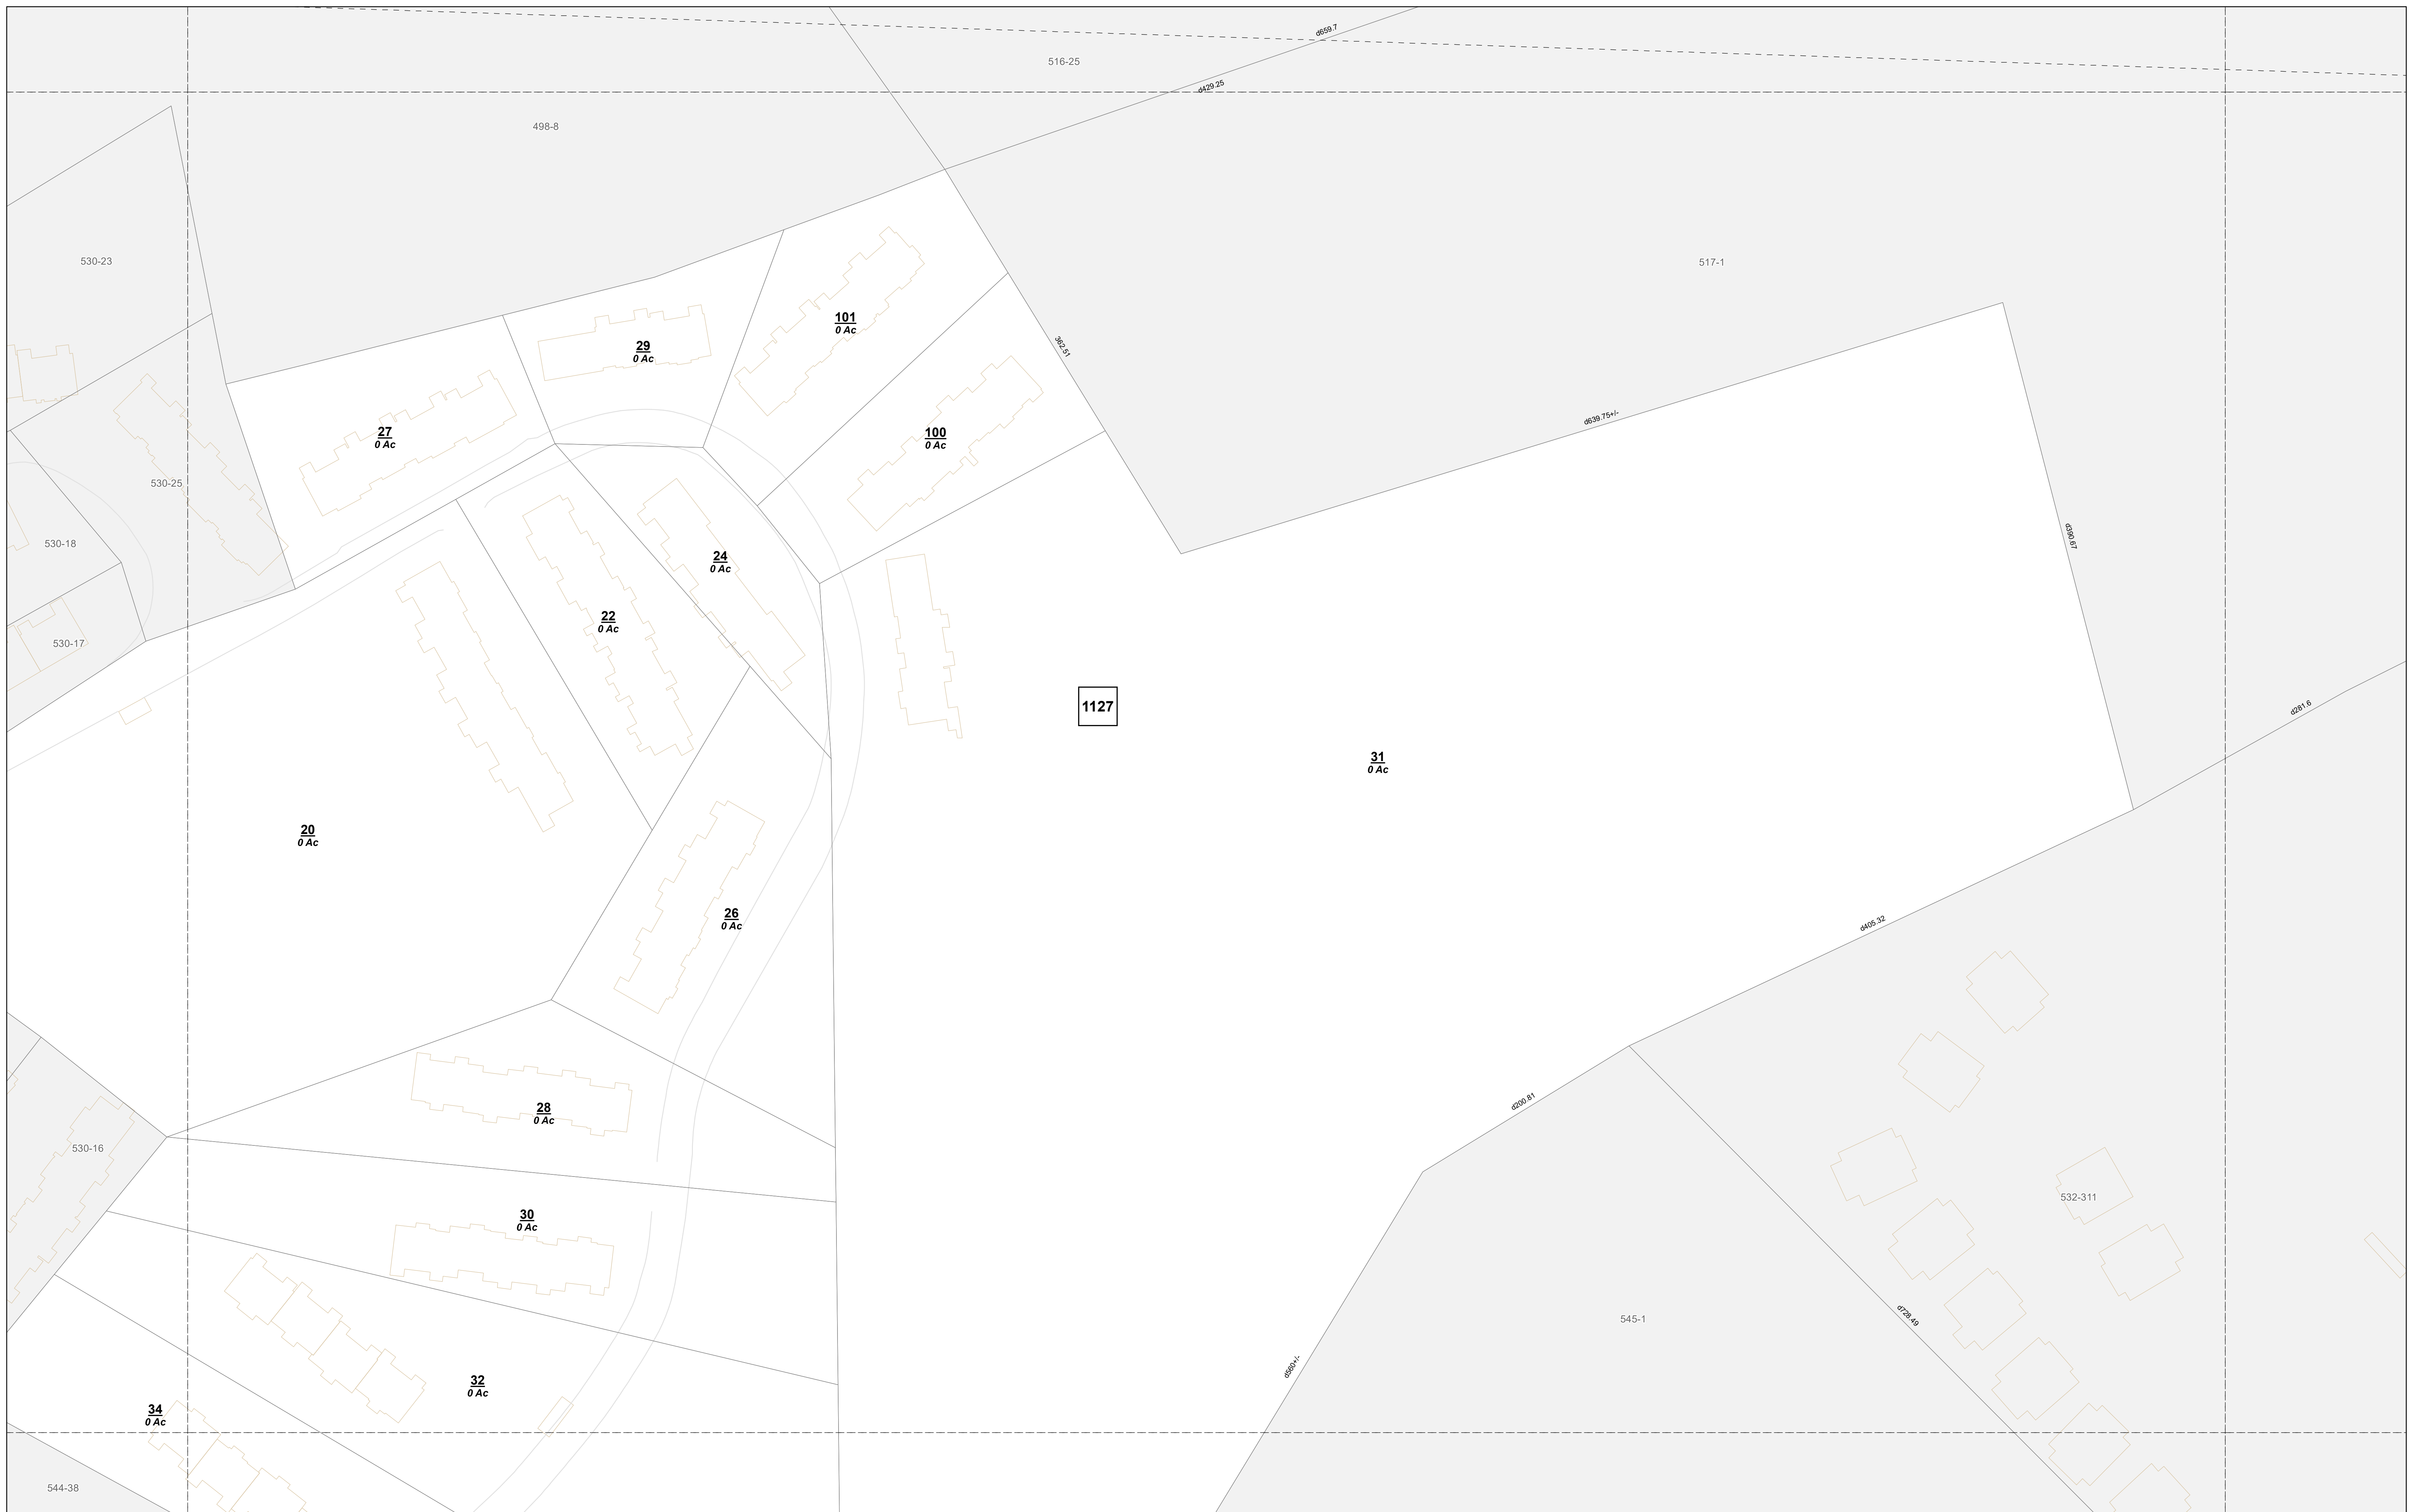 d659.7
516-25
d429.25
498-8
530-23
517-1
101
0 Ac
29
0 Ac
362.51
d639.75+/-
27
0 Ac
100
0 Ac
530-25
d390.67
530-18
24
0 Ac
22
0 Ac
530-17
1127
d281.6
31
0 Ac
20
0 Ac
26
0 Ac
d405.32
d200.81
28
0 Ac
530-16
532-311
30
0 Ac
545-1
d728.49
d560+/-
32
0 Ac
34
0 Ac
544-38